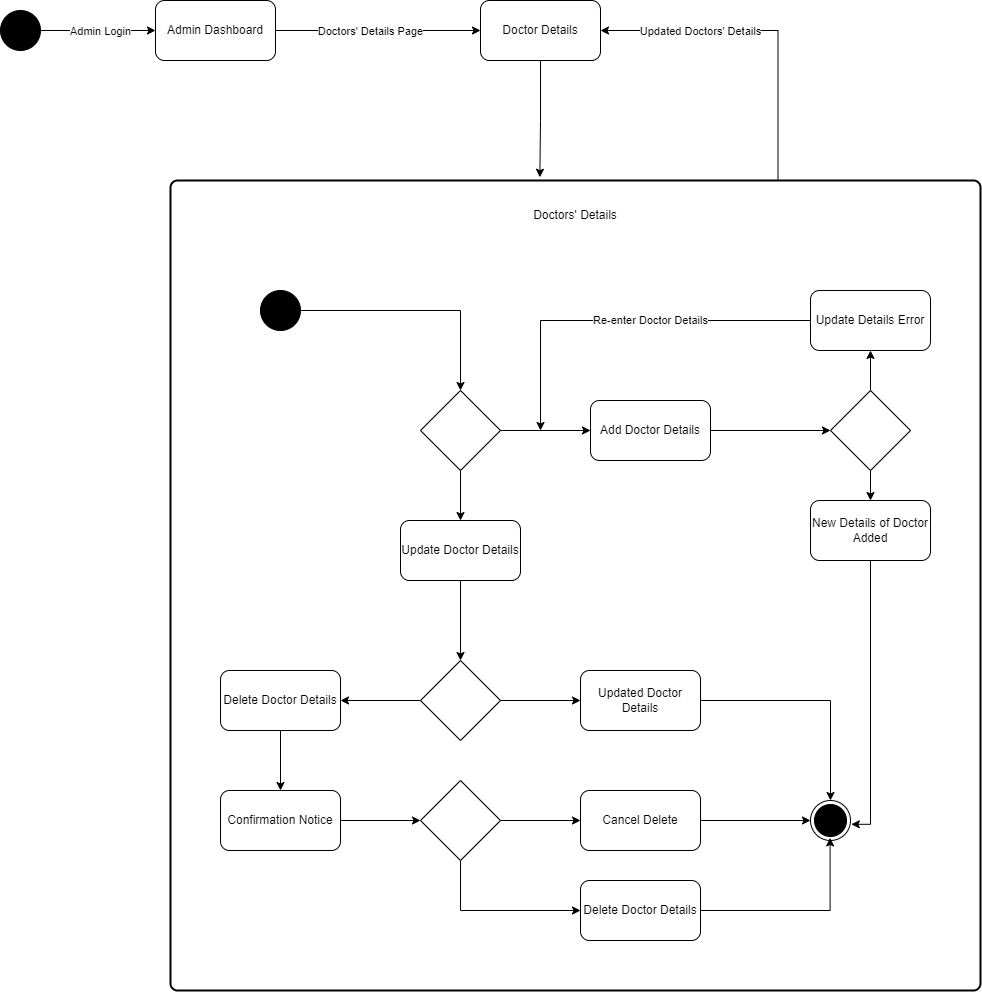 Admin Login
Admin Dashboard
Doctors' Details Page
Doctor Details
Updated Doctors' Details
Doctors' Details
Re-enter Doctor Details
Update Details Error
Add Doctor Details
New Details of Doctor
Added
Update Doctor Details
Delete Doctor Details
Updated Doctor
Details
Confirmation Notice
Cancel Delete
Delete Doctor Details